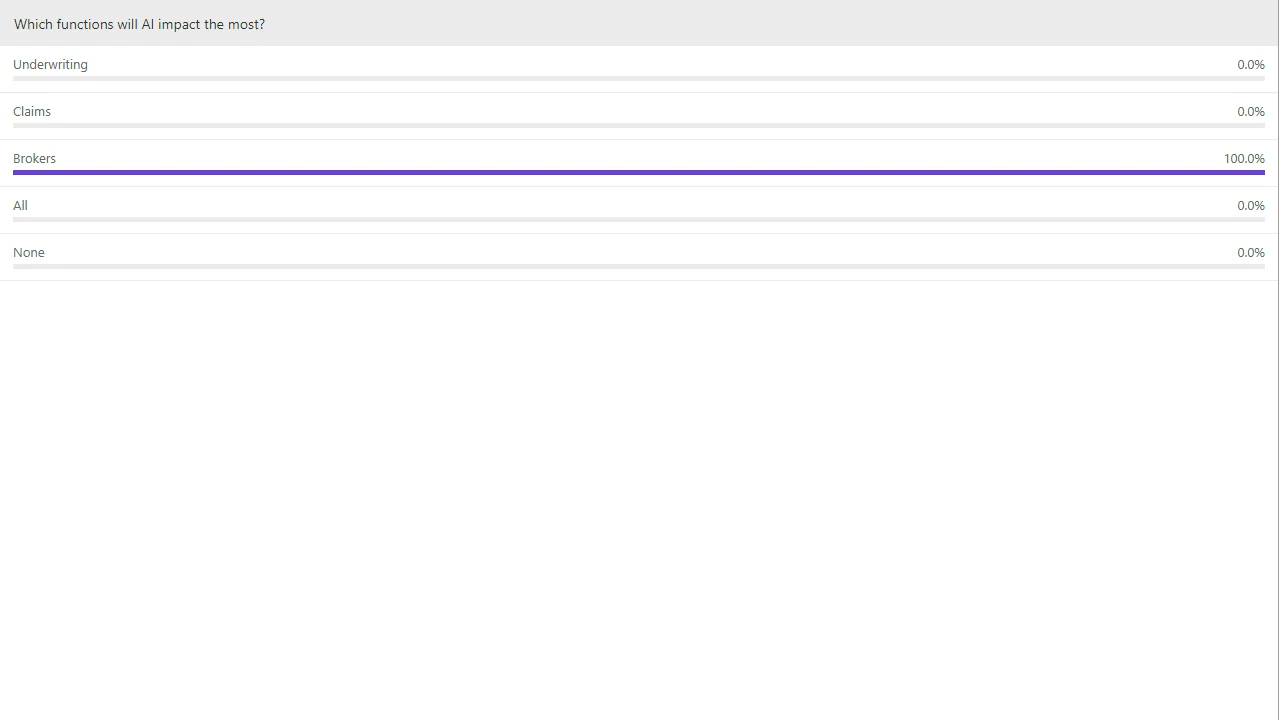 Which functions will AI impact the most?
Underwriting 0.0%
Claims 0.0%
Brokers 100.0%
All 0.0%
None 0.0%